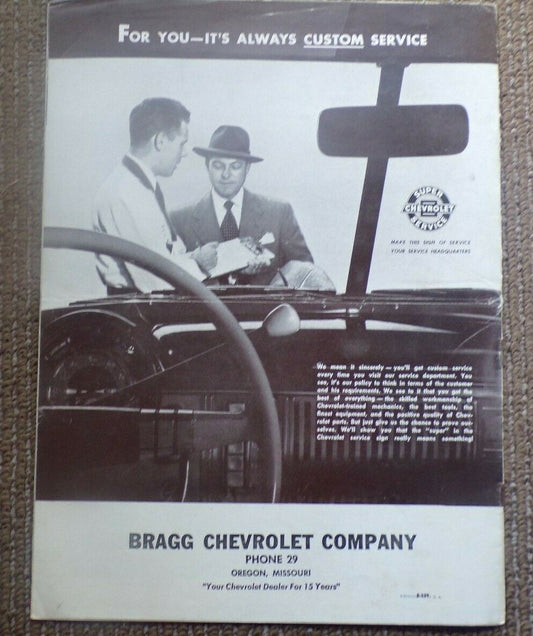 FOR YOU—IT'S ALWAYS CUSTOM SERVICE
SUPER
CHEVROLET
SERVICE
MAKE THIS SIGN OF SERVICE
YOUR SERVICE HEADQUARTERS
We mean it sincerely—you'll get custom service
every time you visit our service department. You
see, it's our policy to think in terms of the customer
and his requirements. We see to it that you get the
best of everything—the skilled workmanship of
Chevrolet-trained mechanics, the best tools, the
finest equipment, and the positive quality of Chev-
rolet parts. But just give us the chance to prove our-
selves. We'll show you that the "super" in the
Chevrolet service sign really means something!
BRAGG CHEVROLET COMPANY
PHONE 29
OREGON, MISSOURI
"Your Chevrolet Dealer For 15 Years"